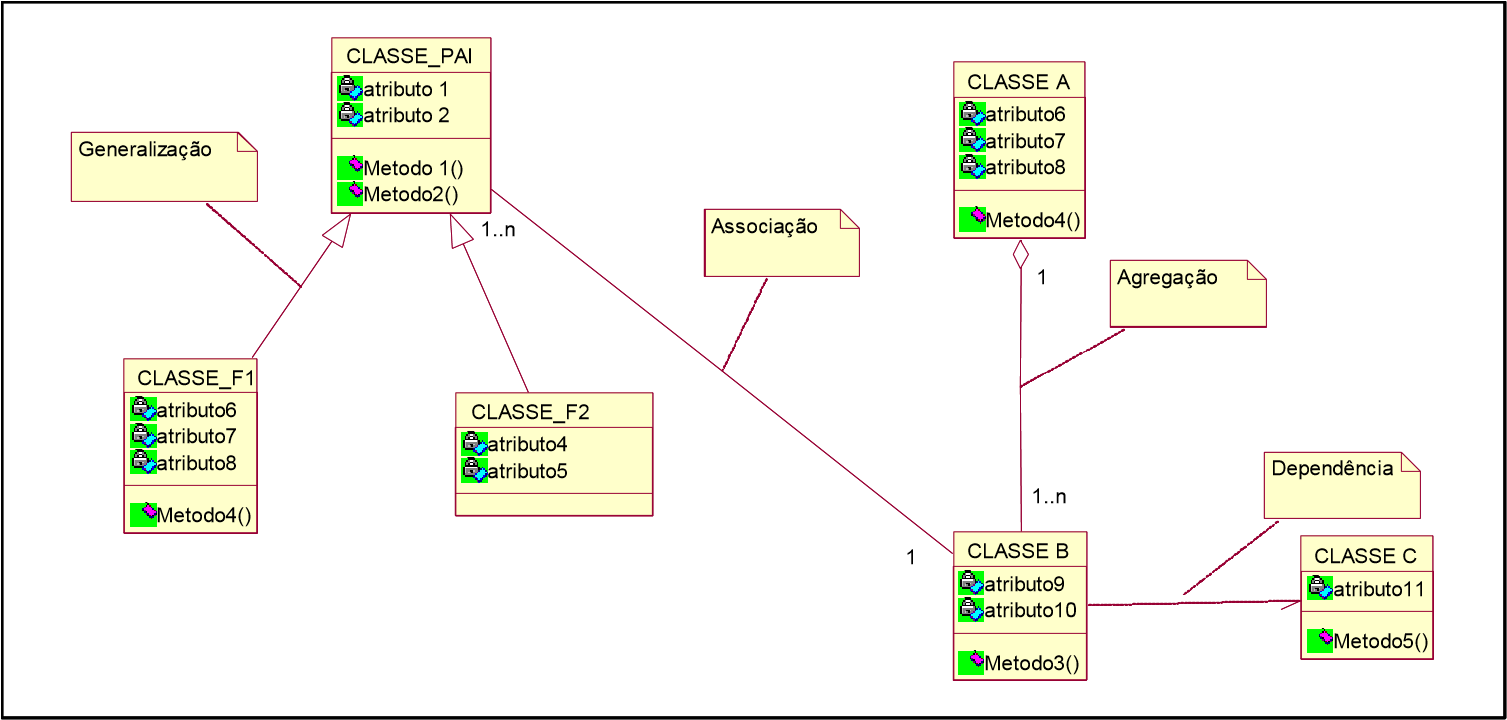 CLASSE_PAI
atributo 1
atributo 2
Metodo 1()
Metodo2()
Generalização
1..n
CLASSE_F1
atributo6
atributo7
atributo8
Metodo4()
CLASSE_F2
atributo4
atributo5
Associação
CLASSE A
atributo6
atributo7
atributo8
Metodo4()
1
Agregação
1..n
1
CLASSE B
atributo9
atributo10
Metodo3()
Dependência
CLASSE C
atributo11
Metodo5()